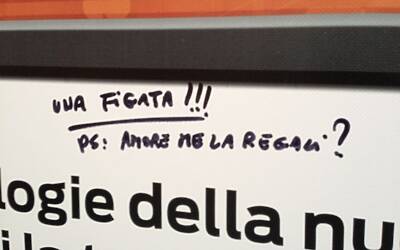 UNA FIGATA!!!
PS: AMORE ME LA REGALI?
logie della nu